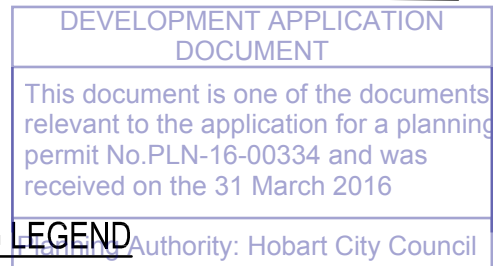 DEVELOPMENT APPLICATION
DOCUMENT
This document is one of the documents
relevant to the application for a planning
permit No.PLN-16-00334 and was
received on the 31 March 2016
LEGEND
Planning Authority: Hobart City Council